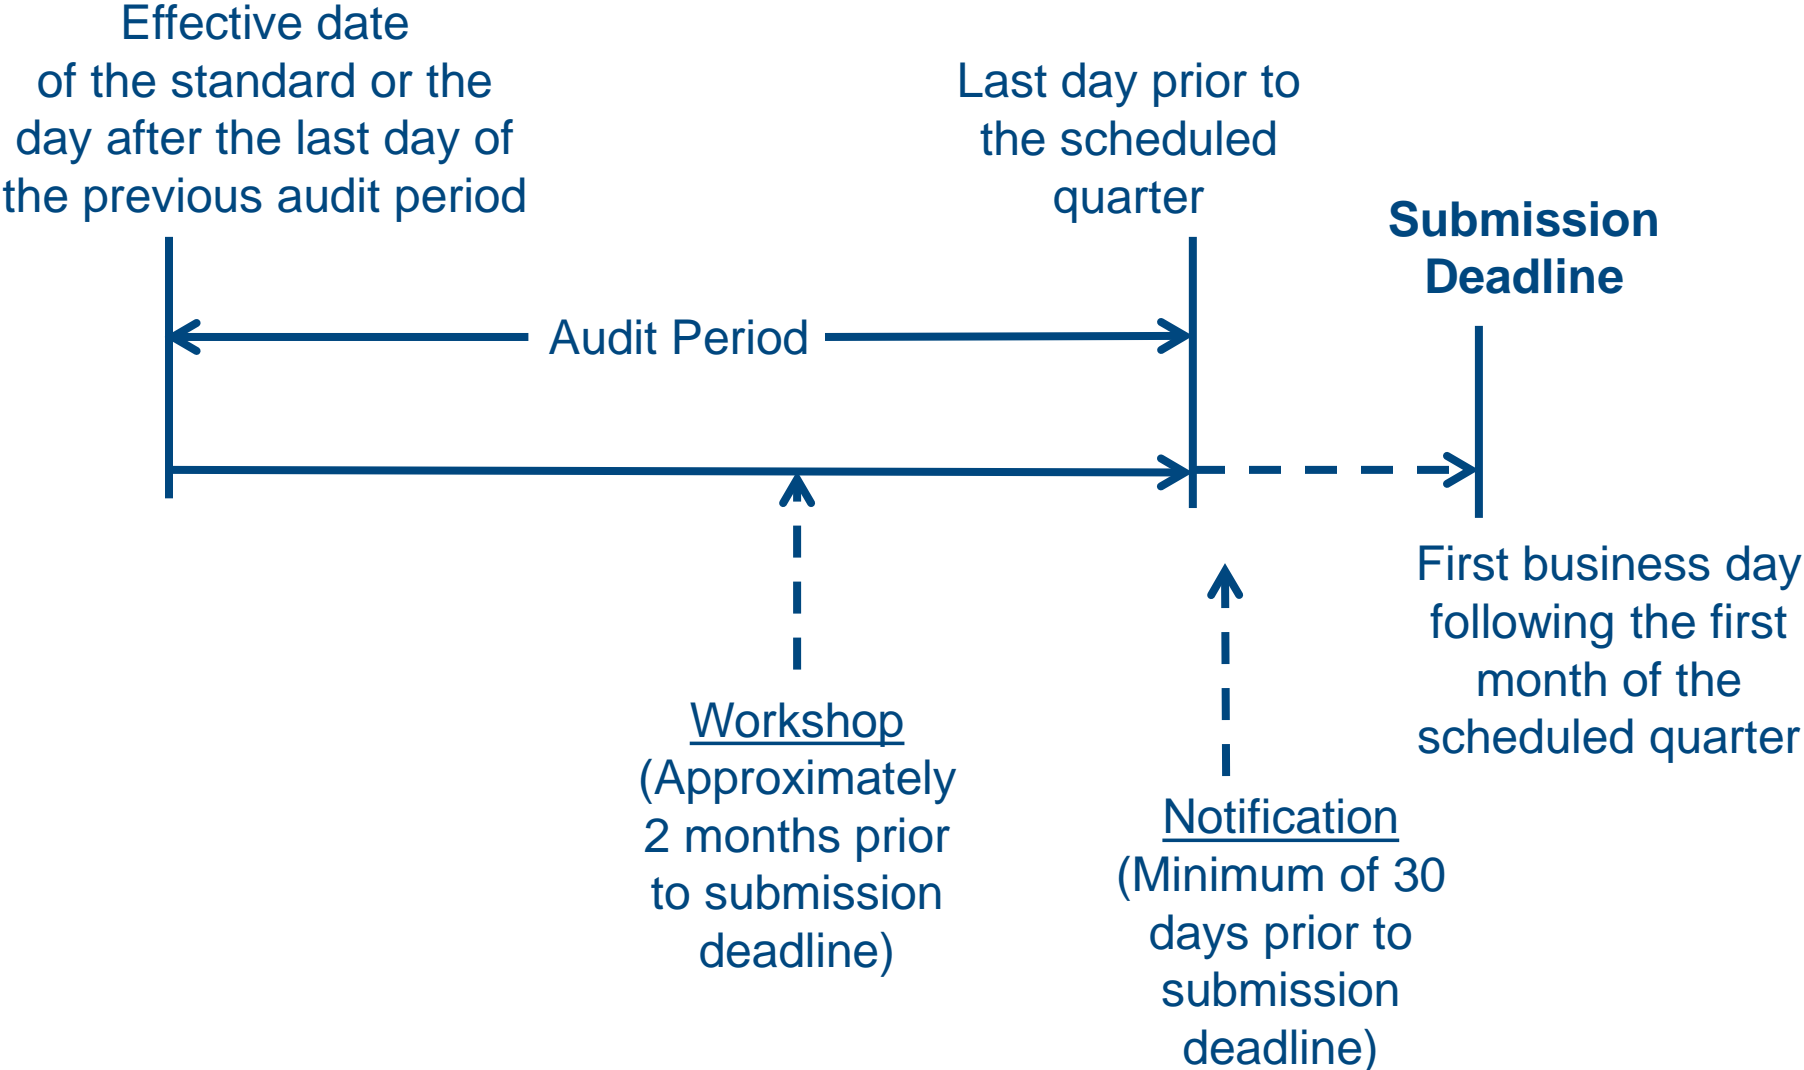 Effective date
of the standard or the
day after the last day of
the previous audit period
Last day prior to
the scheduled
quarter
Submission
Deadline
Audit Period
First business day
following the first
month of the
scheduled quarter
Workshop
(Approximately
2 months prior
to submission
deadline)
Notification
(Minimum of 30
days prior to
submission
deadline)